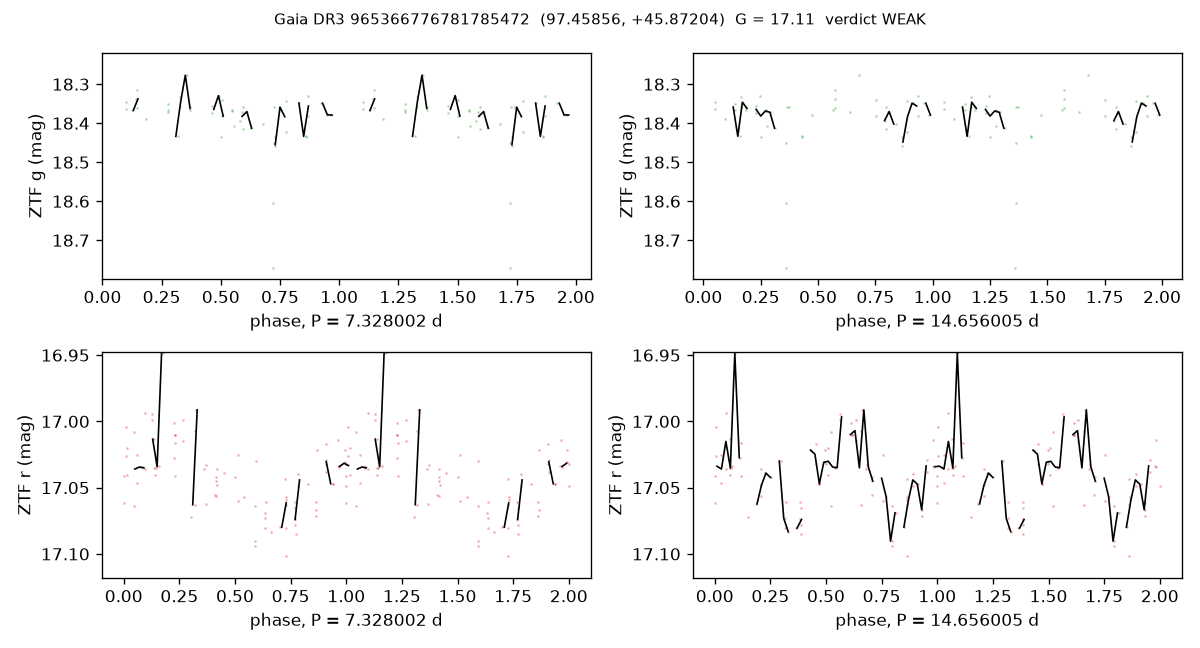 Gaia DR3 965366776781785472 (97.45856, +45.87204) G = 17.11 verdict WEAK
ZTF g (mag)
18.3
18.4
18.5
18.6
18.7
0.00 0.25 0.50 0.75 1.00 1.25 1.50 1.75 2.00
phase, P = 7.328002 d
ZTF g (mag)
18.3
18.4
18.5
18.6
18.7
0.00 0.25 0.50 0.75 1.00 1.25 1.50 1.75 2.00
phase, P = 14.656005 d
ZTF r (mag)
16.95
17.00
17.05
17.10
0.00 0.25 0.50 0.75 1.00 1.25 1.50 1.75 2.00
phase, P = 7.328002 d
ZTF r (mag)
16.95
17.00
17.05
17.10
0.00 0.25 0.50 0.75 1.00 1.25 1.50 1.75 2.00
phase, P = 14.656005 d